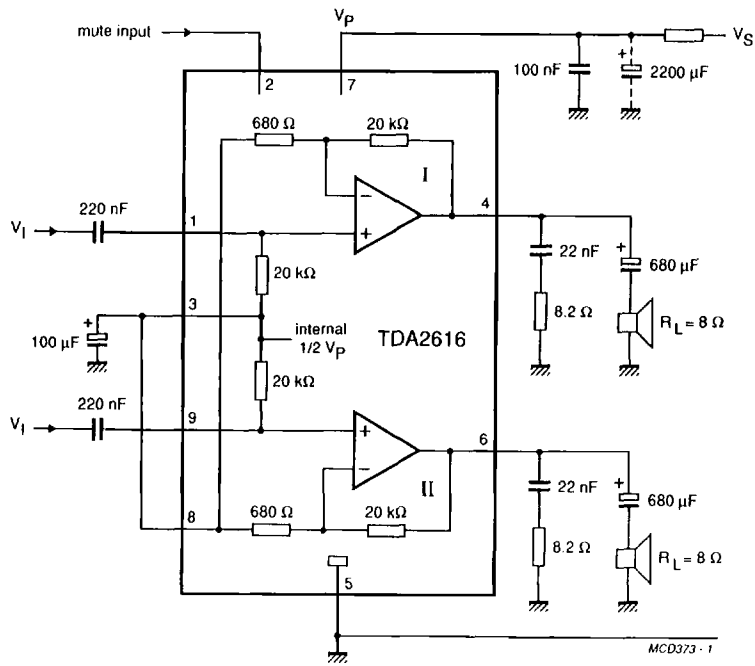 mute input
V_P
V_S
2
7
100 nF
+
2200 µF
680 Ω
20 kΩ
I
−
+
4
220 nF
V_I
1
20 kΩ
22 nF
+
680 µF
8.2 Ω
R_L = 8 Ω
3
+
100 µF
internal
1/2 V_P
TDA2616
20 kΩ
220 nF
V_I
9
+
−
6
II
22 nF
+
680 µF
8.2 Ω
R_L = 8 Ω
8
680 Ω
20 kΩ
5
MCD373 - 1